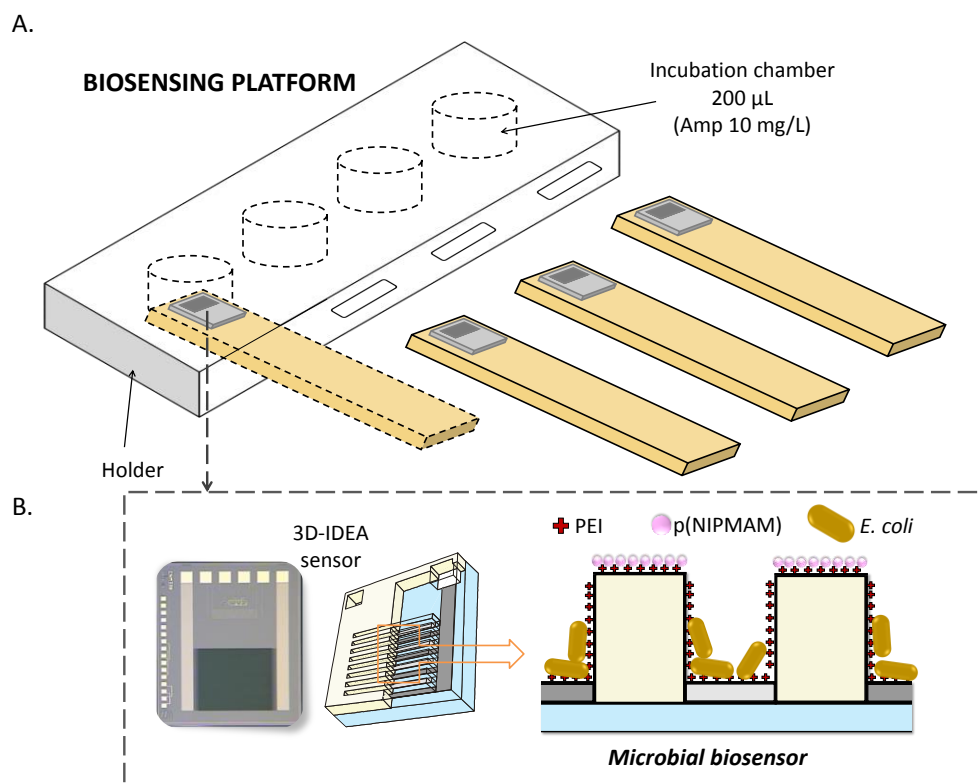 A.
BIOSENSING PLATFORM
Incubation chamber
200 µL
(Amp 10 mg/L)
Holder
B.
3D-IDEA
sensor
PEI
p(NIPMAM)
E. coli
Microbial biosensor